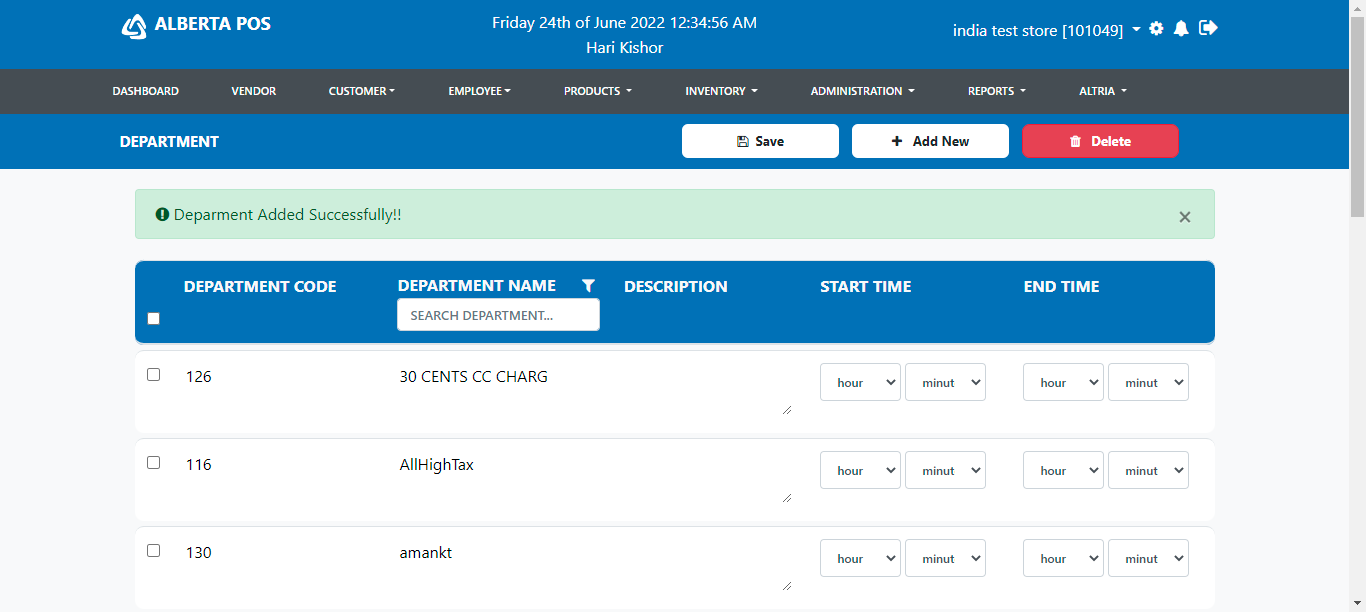 ALBERTA POS
Friday 24th of June 2022 12:34:56 AM
Hari Kishor
india test store [101049]
DASHBOARD VENDOR CUSTOMER EMPLOYEE PRODUCTS INVENTORY ADMINISTRATION REPORTS ALTRIA
DEPARTMENT Save Add New Delete
Deparment Added Successfully!! ×
DEPARTMENT CODE DEPARTMENT NAME DESCRIPTION START TIME END TIME
SEARCH DEPARTMENT...
126 30 CENTS CC CHARG hour minut hour minut
116 AllHighTax hour minut hour minut
130 amankt hour minut hour minut